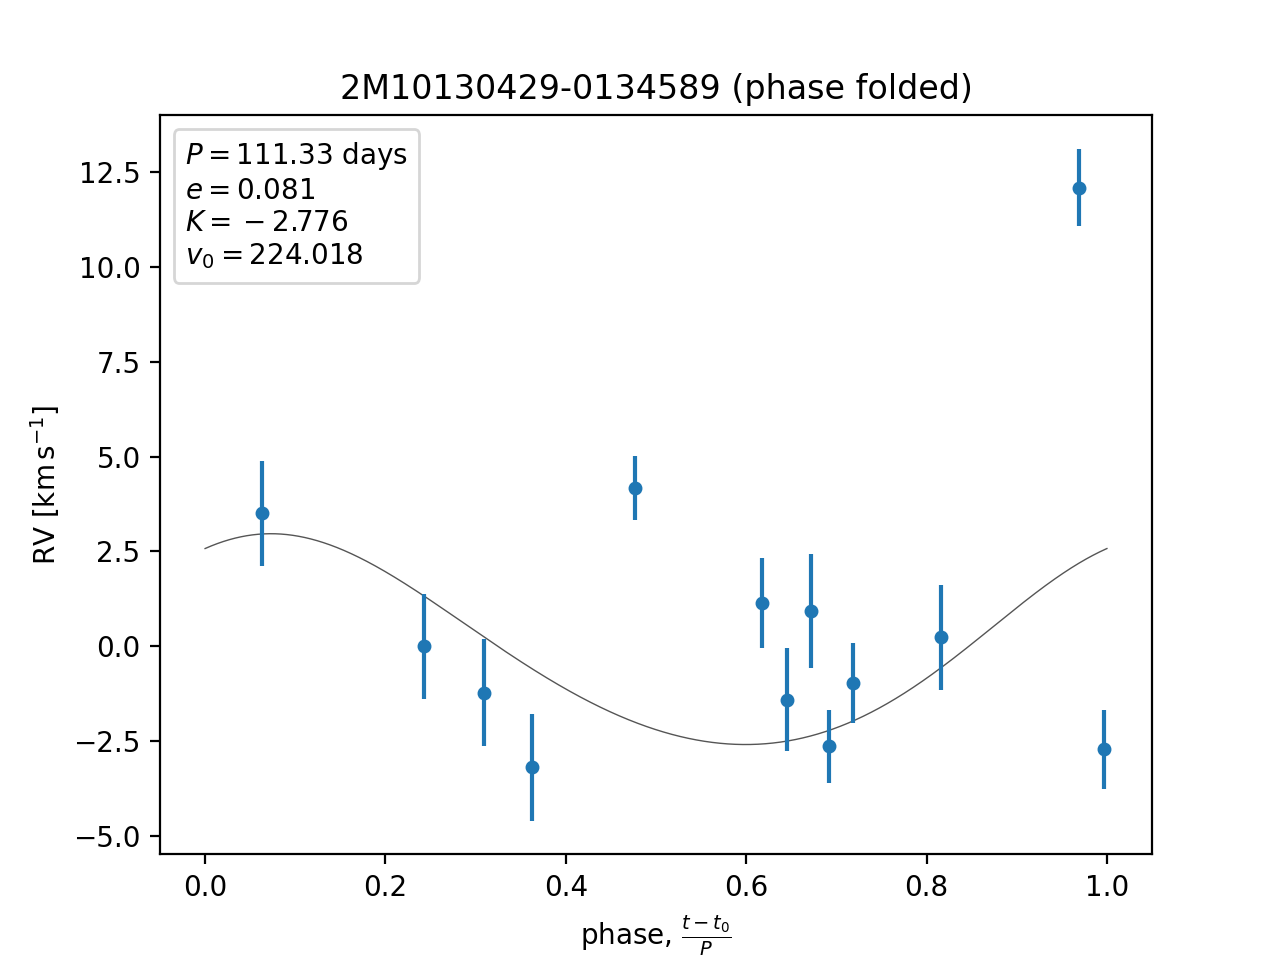 2M10130429-0134589 (phase folded)
P = 111.33 days
e = 0.081
K = −2.776
v₀ = 224.018
12.5
10.0
7.5
5.0
2.5
0.0
−2.5
−5.0
RV [km s⁻¹]
0.0 0.2 0.4 0.6 0.8 1.0
phase, (t − t₀)/P